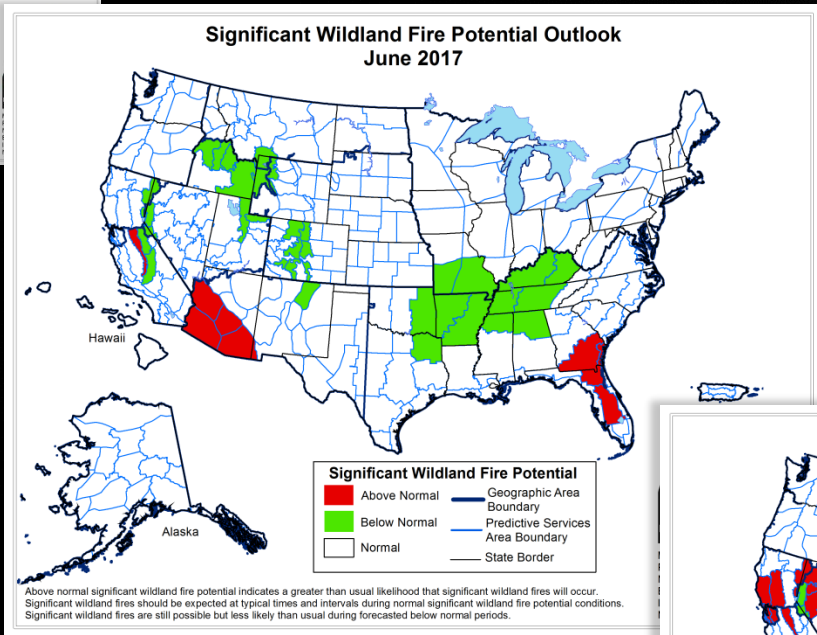 Significant Wildland Fire Potential Outlook
June 2017
Hawaii
Alaska
Significant Wildland Fire Potential
Above Normal
Below Normal
Normal
Geographic Area
Boundary
Predictive Services
Area Boundary
State Border
Above normal significant wildland fire potential indicates a greater than usual likelihood that significant wildland fires will occur.
Significant wildland fires should be expected at typical times and intervals during normal significant wildland fire potential conditions.
Significant wildland fires are still possible but less likely than usual during forecasted below normal periods.